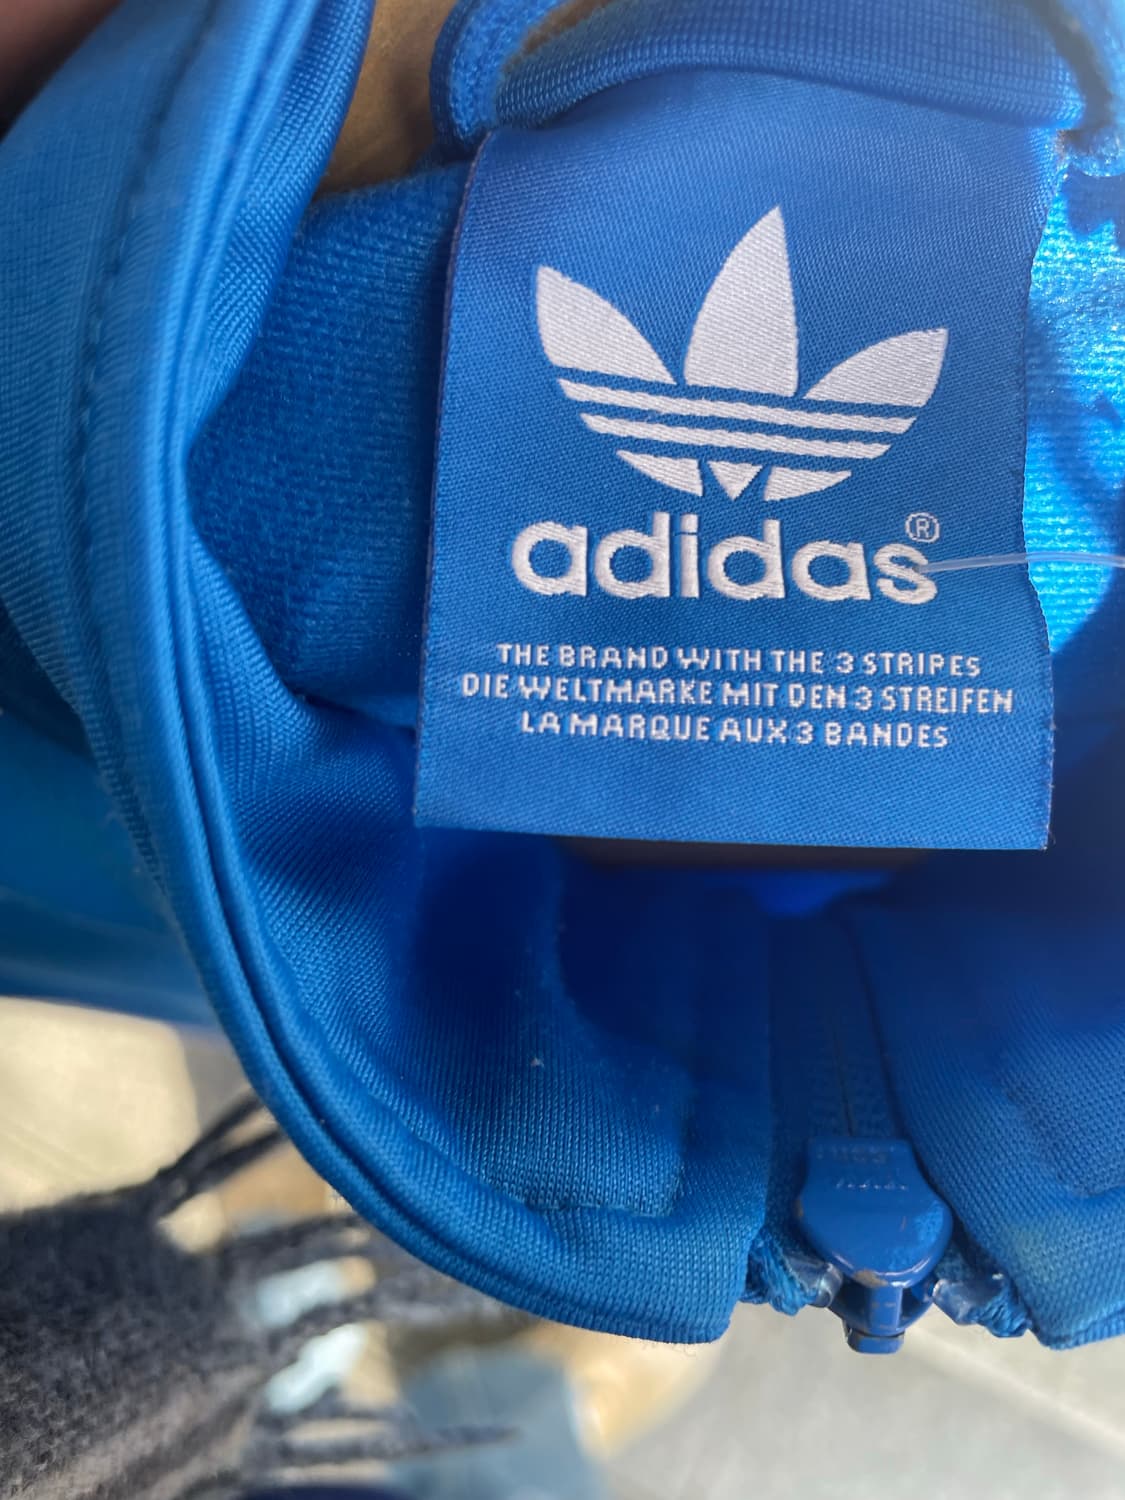 adidas®
THE BRAND WITH THE 3 STRIPES
DIE WELTMARKE MIT DEN 3 STREIFEN
LA MARQUE AUX 3 BANDES